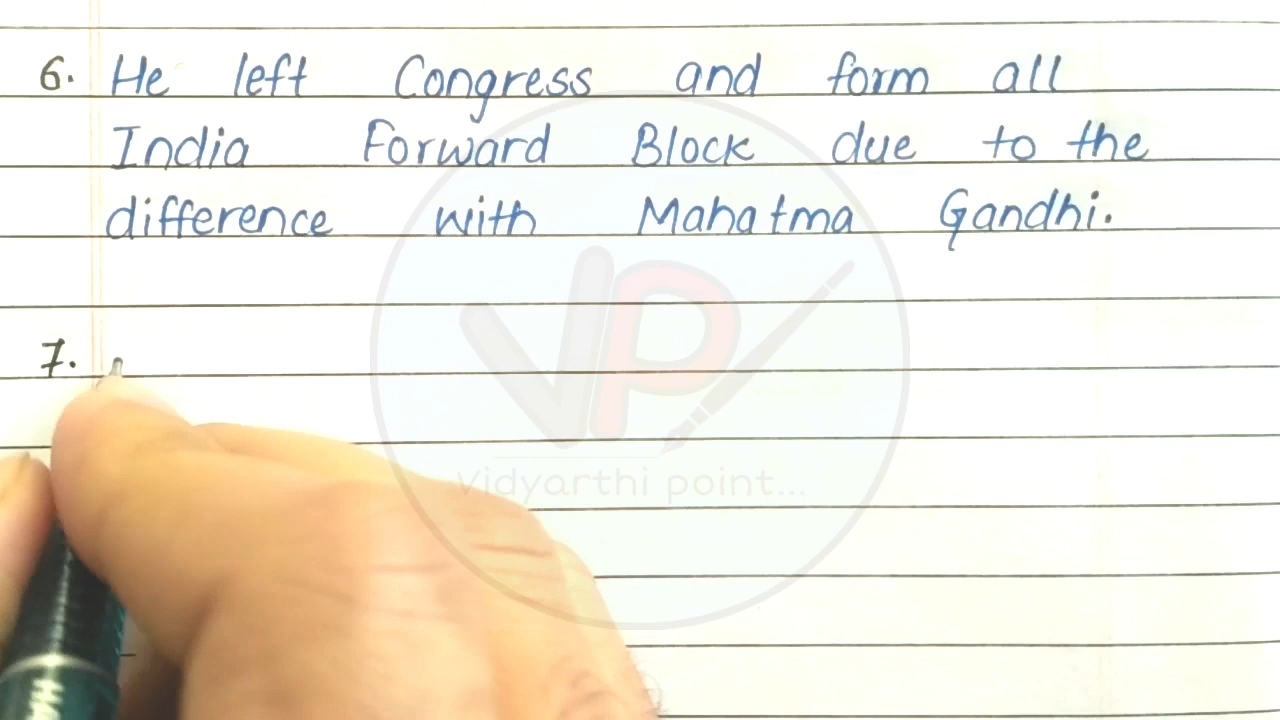 6. He left Congress and form all
India Forward Block due to the
difference with Mahatma Gandhi.
7.
VP
Vidyarthi point...